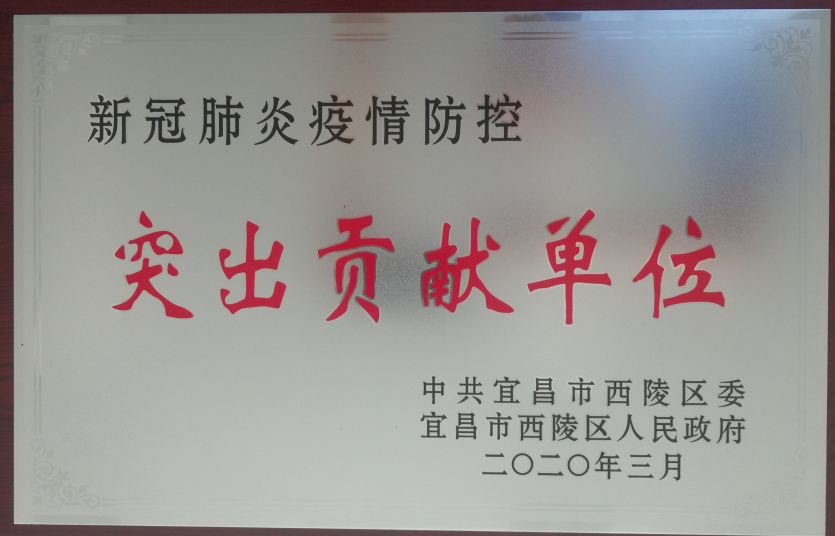 新冠肺炎疫情防控
突出贡献单位
中共宜昌市西陵区委
宜昌市西陵区人民政府
二〇二〇年三月